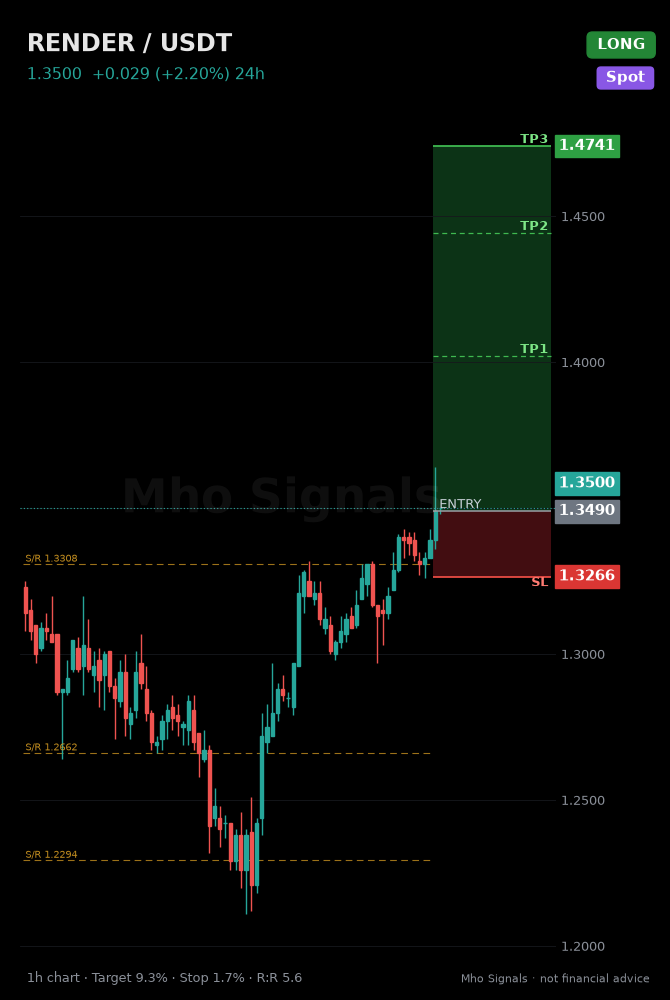 RENDER / USDT
LONG
1.3500 +0.029 (+2.20%) 24h
Spot
TP3
1.4741
1.4500
TP2
TP1
1.4000
Mho Signals
1.3500
ENTRY
1.3490
S/R 1.3308
1.3266
SL
1.3000
S/R 1.2662
1.2500
S/R 1.2294
1.2000
1h chart · Target 9.3% · Stop 1.7% · R:R 5.6
Mho Signals · not financial advice